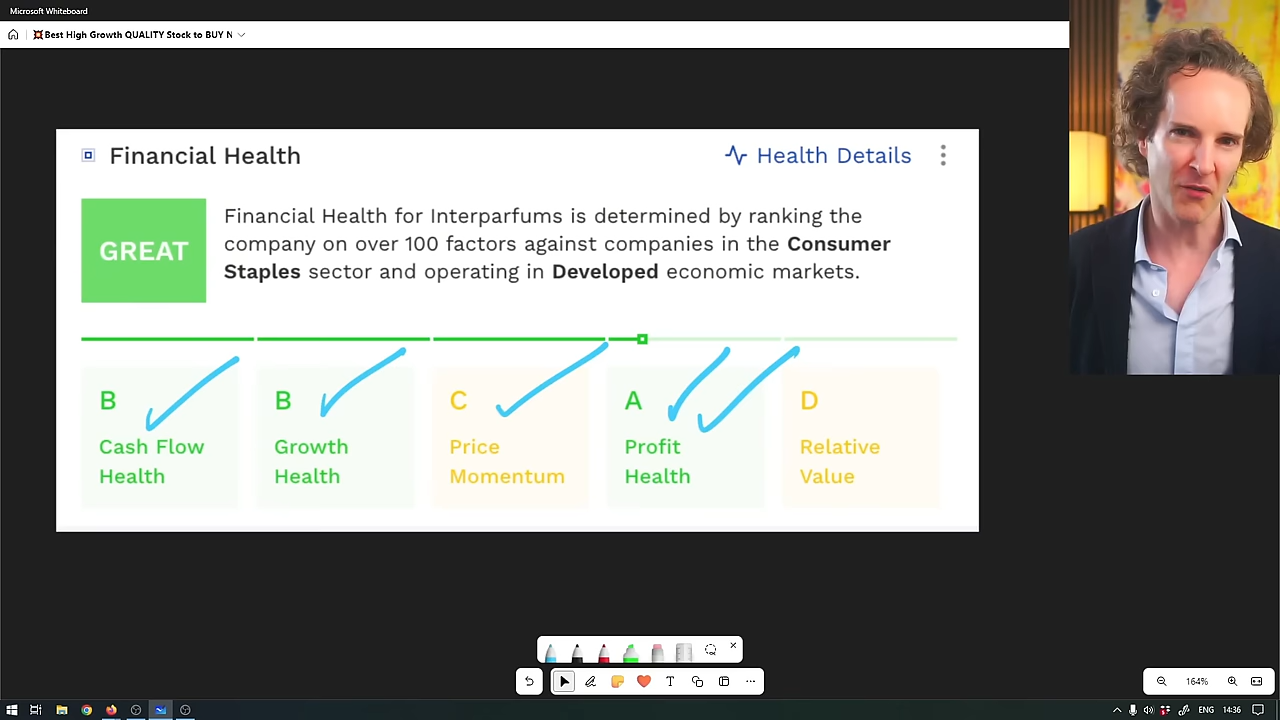 Microsoft Whiteboard
💥Best High Growth QUALITY Stock to BUY N
Financial Health
Health Details
GREAT
Financial Health for Interparfums is determined by ranking the
company on over 100 factors against companies in the Consumer
Staples sector and operating in Developed economic markets.
B
Cash Flow
Health
B
Growth
Health
C
Price
Momentum
A
Profit
Health
D
Relative
Value
T
164%
ENG
14:36